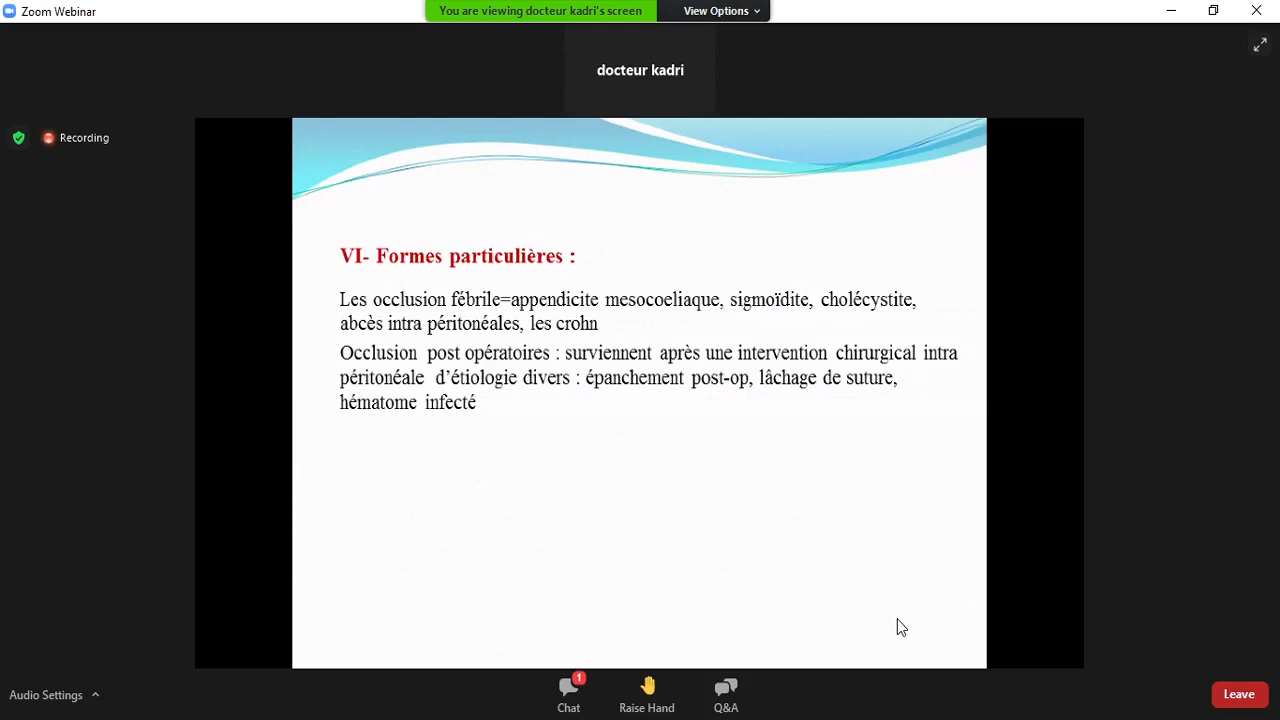 Zoom Webinar
You are viewing docteur kadri's screen
View Options
docteur kadri
Recording
VI- Formes particulières :
Les occlusion fébrile=appendicite mesocoeliaque, sigmoïdite, cholécystite,
abcès intra péritonéales, les crohn
Occlusion post opératoires : surviennent après une intervention chirurgical intra
péritonéale d’étiologie divers : épanchement post-op, lâchage de suture,
hématome infecté
Audio Settings
1
Chat
Raise Hand
Q&A
Leave